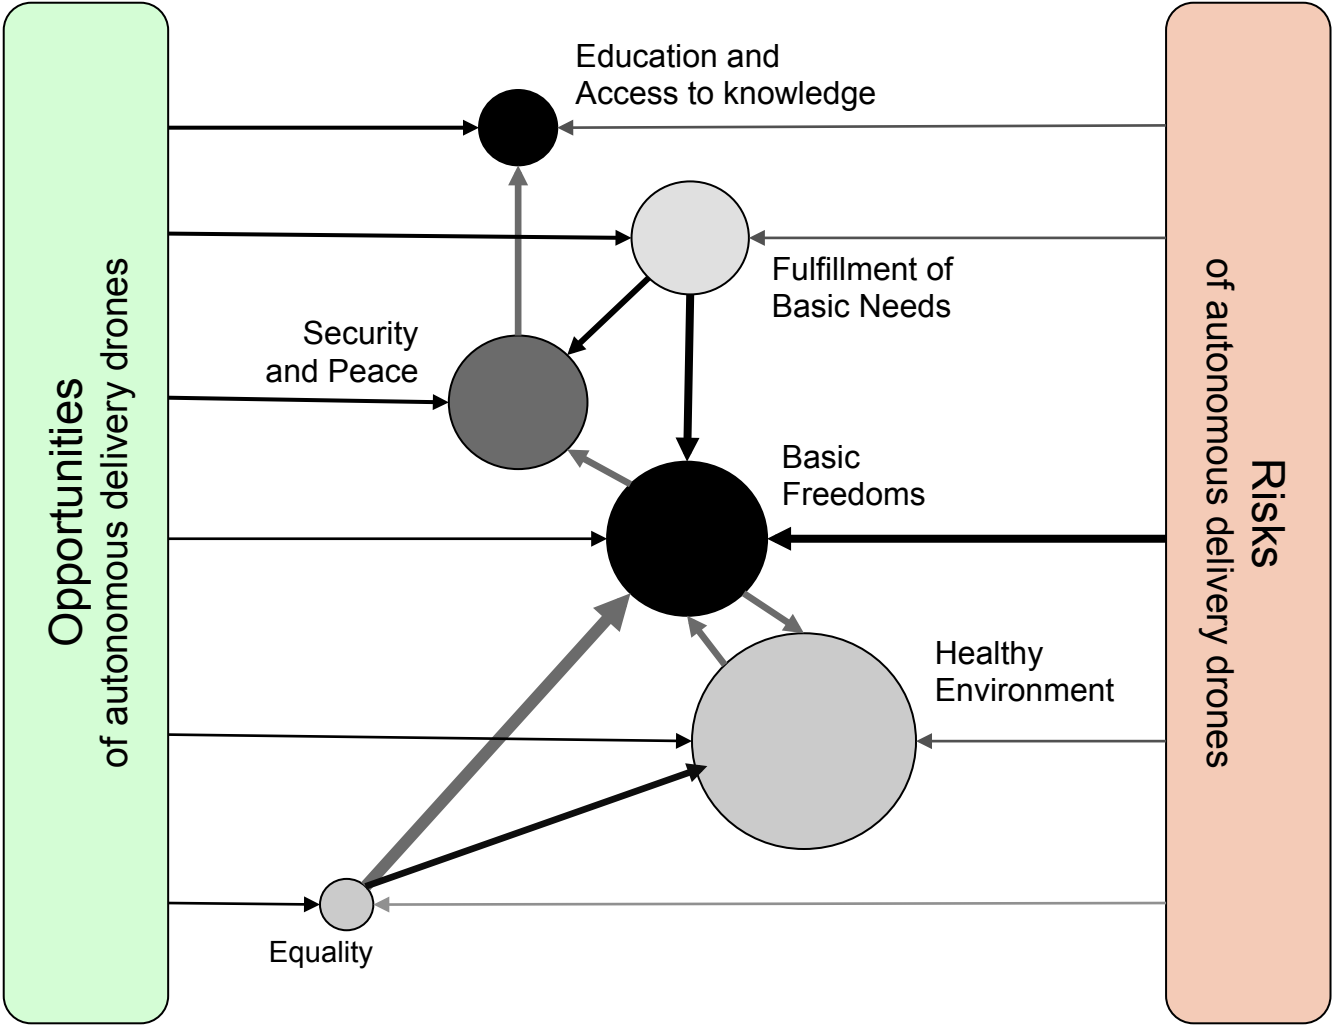 Opportunities
of autonomous delivery drones
Education and
Access to knowledge
Fulfillment of
Basic Needs
Security
and Peace
Basic
Freedoms
Healthy
Environment
Equality
Risks
of autonomous delivery drones